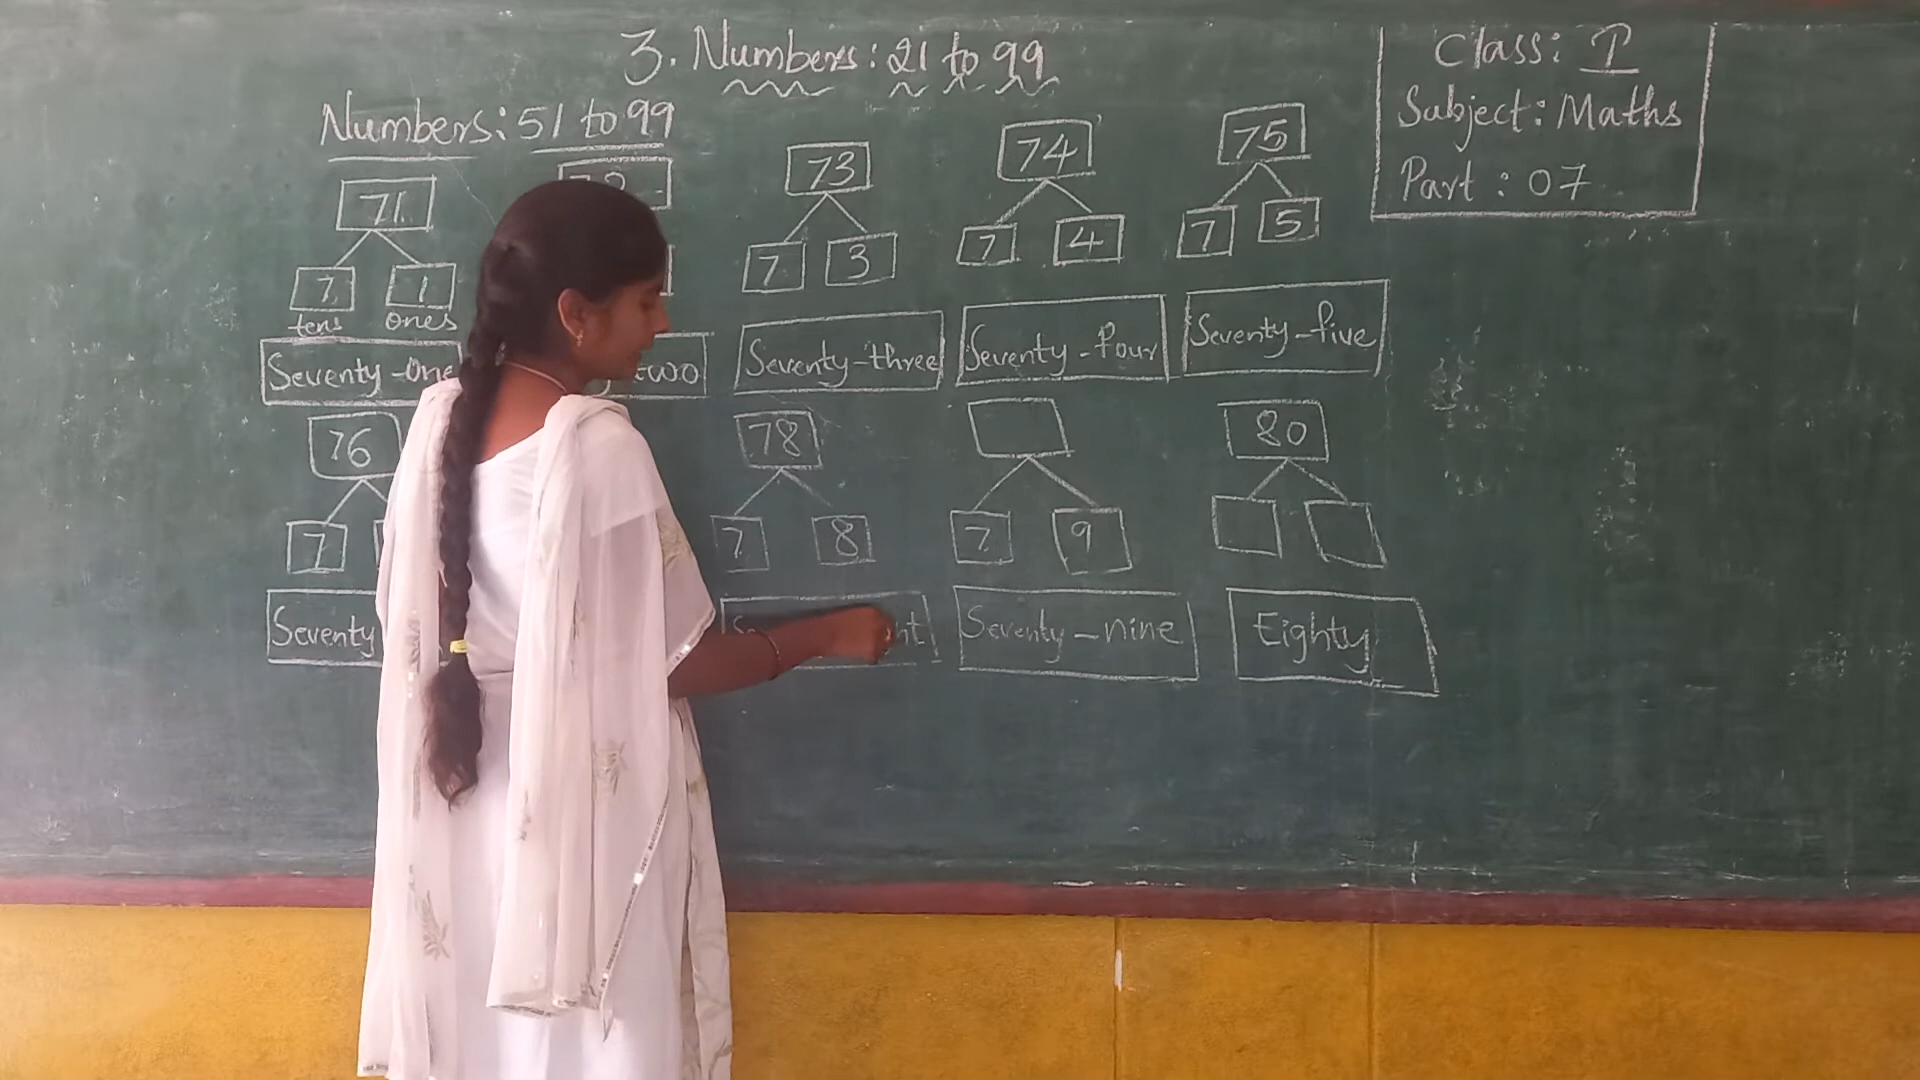 3. Numbers: 21 to 99
Class: I
Subject: Maths
Part: 07
Numbers: 51 to 99
71 73 74 75
7 1 7 3 7 4 7 5
tens ones
Seventy-one two Seventy-three Seventy-four Seventy-five
76 78 80
7 7 8 7 9
Seventy Seventy-nine Eighty